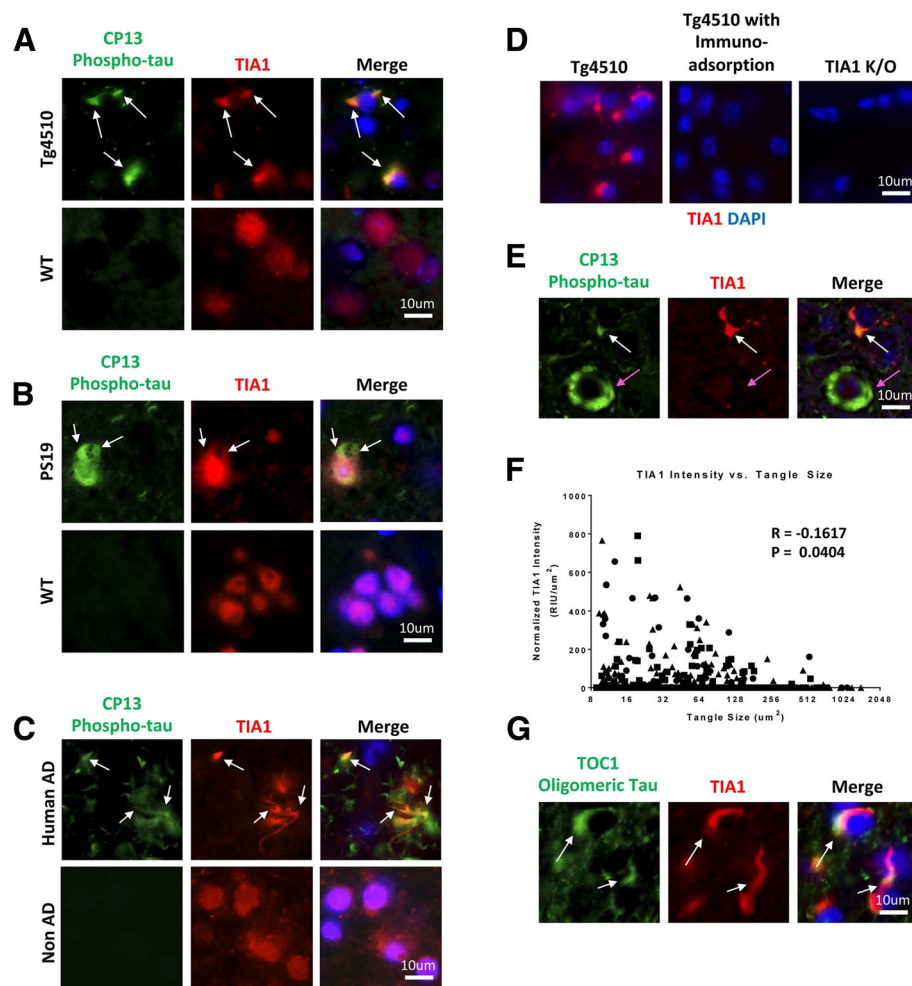 A
CP13
Phospho-tau
TIA1
Merge
Tg4510
WT
10um
B
CP13
Phospho-tau
TIA1
Merge
PS19
WT
10um
C
CP13
Phospho-tau
TIA1
Merge
Human AD
Non AD
10um
D
Tg4510
Tg4510 with
Immuno-
adsorption
TIA1 K/O
10um
TIA1 DAPI
E
CP13
Phospho-tau
TIA1
Merge
10um
F
TIA1 Intensity vs. Tangle Size
R = -0.1617
P = 0.0404
Normalized TIA1 Intensity
(RIU/um²)
1000
800
600
400
200
0
8 16 32 64 128 256 512 1024 2048
Tangle Size (um²)
G
TOC1
Oligomeric Tau
TIA1
Merge
10um